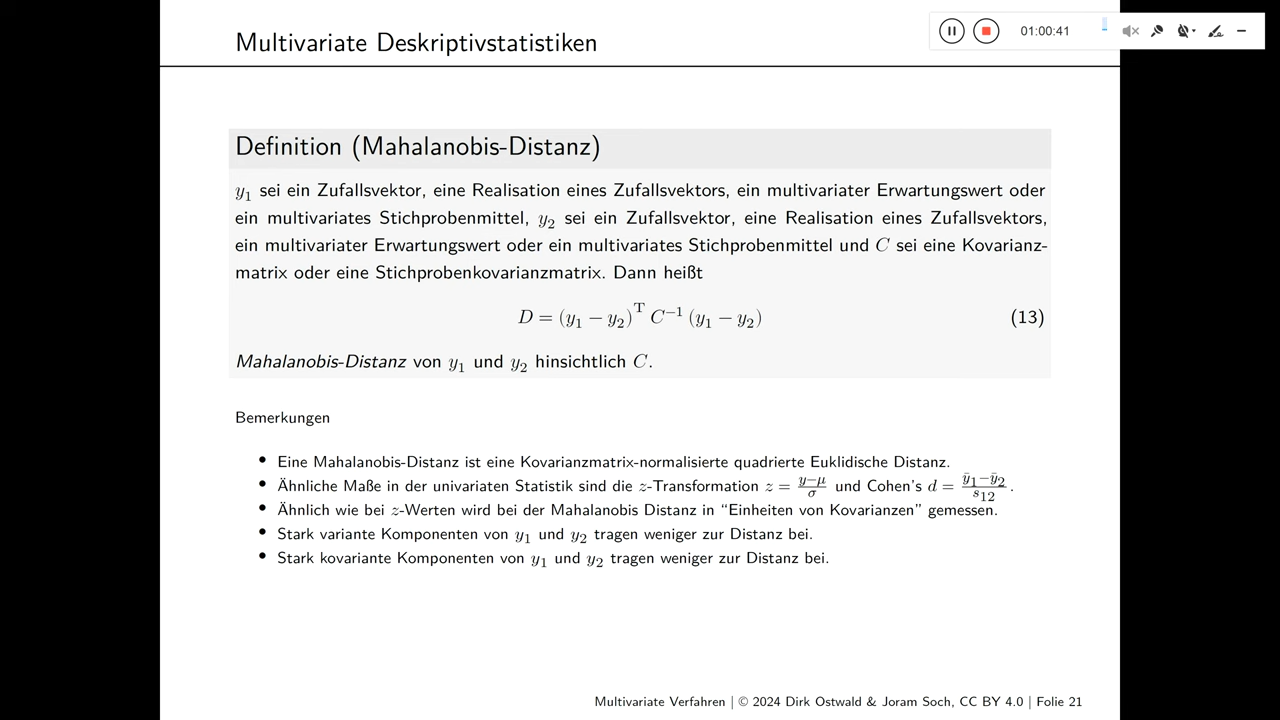 Multivariate Deskriptivstatistiken
01:00:41
Definition (Mahalanobis-Distanz)
y₁ sei ein Zufallsvektor, eine Realisation eines Zufallsvektors, ein multivariater Erwartungswert oder
ein multivariates Stichprobenmittel, y₂ sei ein Zufallsvektor, eine Realisation eines Zufallsvektors,
ein multivariater Erwartungswert oder ein multivariates Stichprobenmittel und C sei eine Kovarianz-
matrix oder eine Stichprobenkovarianzmatrix. Dann heißt
D = (y₁ − y₂)ᵀ C⁻¹ (y₁ − y₂) (13)
Mahalanobis-Distanz von y₁ und y₂ hinsichtlich C.
Bemerkungen
• Eine Mahalanobis-Distanz ist eine Kovarianzmatrix-normalisierte quadrierte Euklidische Distanz.
• Ähnliche Maße in der univariaten Statistik sind die z-Transformation z = (y−μ)/σ und Cohen's d = (ȳ₁−ȳ₂)/s₁₂.
• Ähnlich wie bei z-Werten wird bei der Mahalanobis Distanz in “Einheiten von Kovarianzen” gemessen.
• Stark variante Komponenten von y₁ und y₂ tragen weniger zur Distanz bei.
• Stark kovariante Komponenten von y₁ und y₂ tragen weniger zur Distanz bei.
Multivariate Verfahren | © 2024 Dirk Ostwald & Joram Soch, CC BY 4.0 | Folie 21